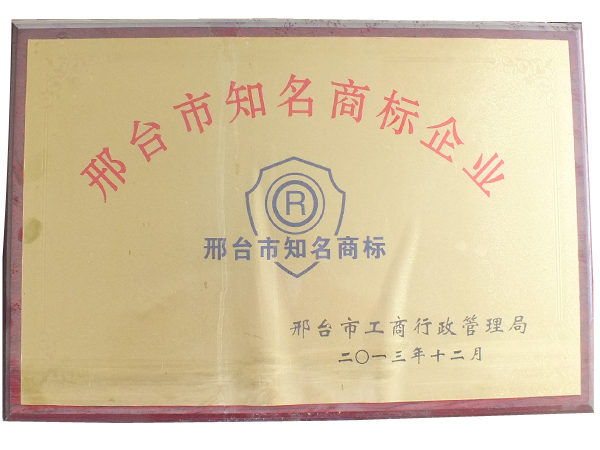 邢台市知名商标企业
R
邢台市知名商标
邢台市工商行政管理局
二〇一三年十二月